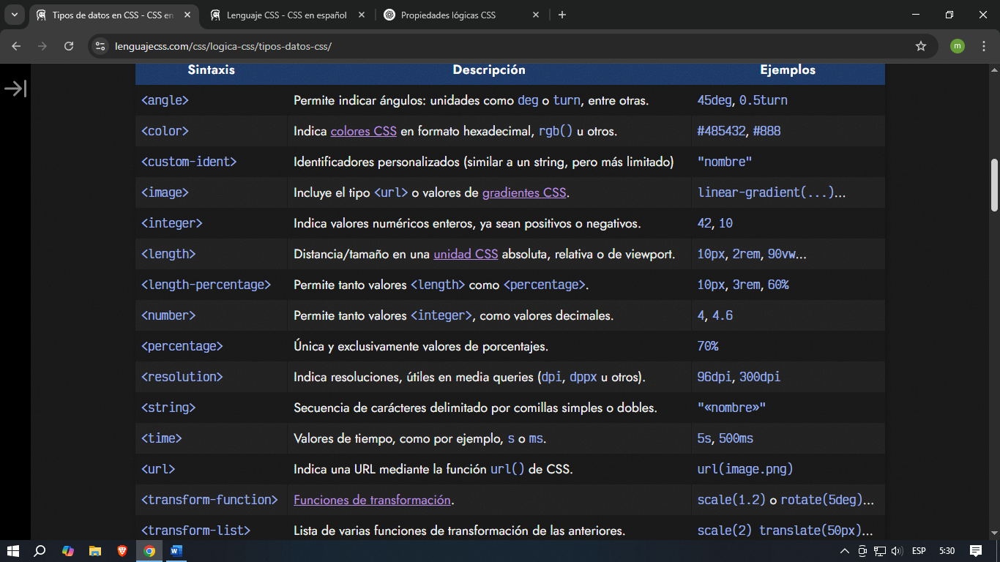 Tipos de datos en CSS - CSS en
Lenguaje CSS - CSS en español
Propiedades lógicas CSS
lenguajecss.com/css/logica-css/tipos-datos-css/
m
Sintaxis Descripción Ejemplos
<angle> Permite indicar ángulos: unidades como deg o turn, entre otras. 45deg, 0.5turn
<color> Indica colores CSS en formato hexadecimal, rgb() u otros. #485432, #888
<custom-ident> Identificadores personalizados (similar a un string, pero más limitado) "nombre"
<image> Incluye el tipo <url> o valores de gradientes CSS. linear-gradient(...)...
<integer> Indica valores numéricos enteros, ya sean positivos o negativos. 42, 10
<length> Distancia/tamaño en una unidad CSS absoluta, relativa o de viewport. 10px, 2rem, 90vw...
<length-percentage> Permite tanto valores <length> como <percentage>. 10px, 3rem, 60%
<number> Permite tanto valores <integer>, como valores decimales. 4, 4.6
<percentage> Única y exclusivamente valores de porcentajes. 70%
<resolution> Indica resoluciones, útiles en media queries (dpi, dppx u otros). 96dpi, 300dpi
<string> Secuencia de carácteres delimitado por comillas simples o dobles. "«nombre»"
<time> Valores de tiempo, como por ejemplo, s o ms. 5s, 500ms
<url> Indica una URL mediante la función url() de CSS. url(image.png)
<transform-function> Funciones de transformación. scale(1.2) o rotate(5deg)...
<transform-list> Lista de varias funciones de transformación de las anteriores. scale(2) translate(50px)...
ESP 5:30